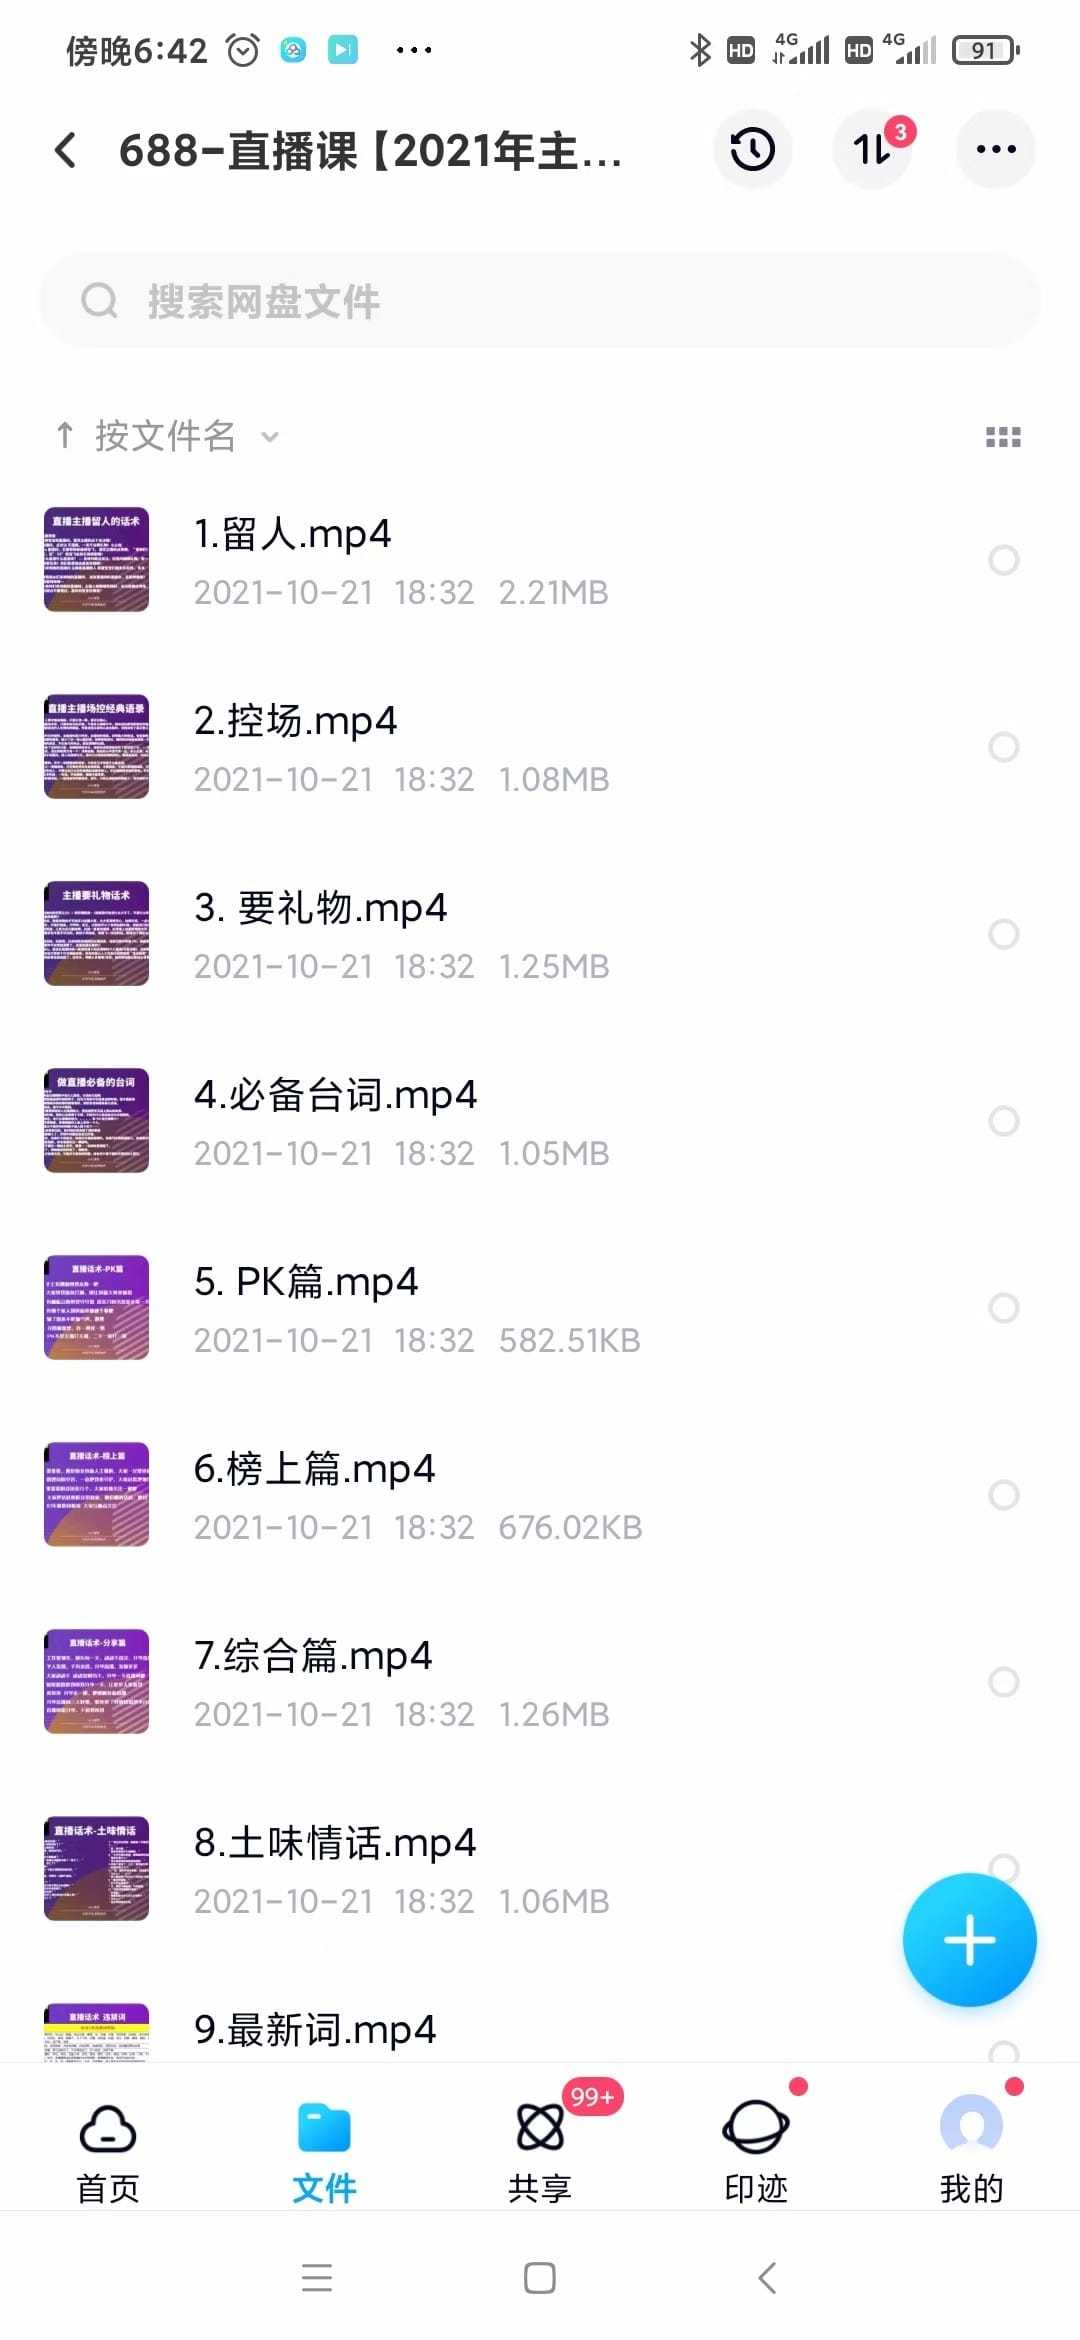 傍晚6:42
HD 4G HD 4G 91
688-直播课【2021年主...
3
搜索网盘文件
按文件名
直播主播留人的话术
1.留人.mp4
2021-10-21 18:32 2.21MB
直播主播场控经典语录
2.控场.mp4
2021-10-21 18:32 1.08MB
主播要礼物话术
3. 要礼物.mp4
2021-10-21 18:32 1.25MB
做直播必备的台词
4.必备台词.mp4
2021-10-21 18:32 1.05MB
直播话术-PK篇
5. PK篇.mp4
2021-10-21 18:32 582.51KB
直播话术-榜上篇
6.榜上篇.mp4
2021-10-21 18:32 676.02KB
直播话术-分享篇
7.综合篇.mp4
2021-10-21 18:32 1.26MB
直播话术-土味情话
8.土味情话.mp4
2021-10-21 18:32 1.06MB
直播话术 违禁词
9.最新词.mp4
99+
首页 文件 共享 印迹 我的